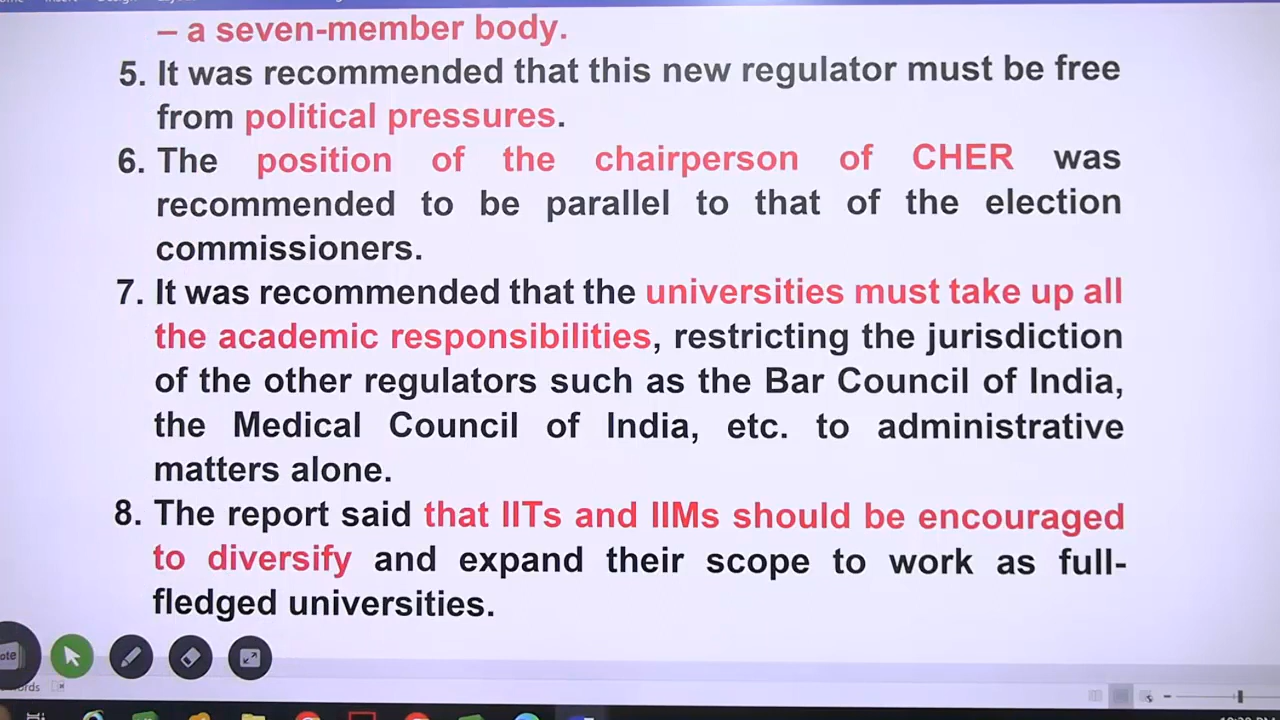 – a seven-member body.
5. It was recommended that this new regulator must be free
from political pressures.
6. The position of the chairperson of CHER was
recommended to be parallel to that of the election
commissioners.
7. It was recommended that the universities must take up all
the academic responsibilities, restricting the jurisdiction
of the other regulators such as the Bar Council of India,
the Medical Council of India, etc. to administrative
matters alone.
8. The report said that IITs and IIMs should be encouraged
to diversify and expand their scope to work as full-
fledged universities.